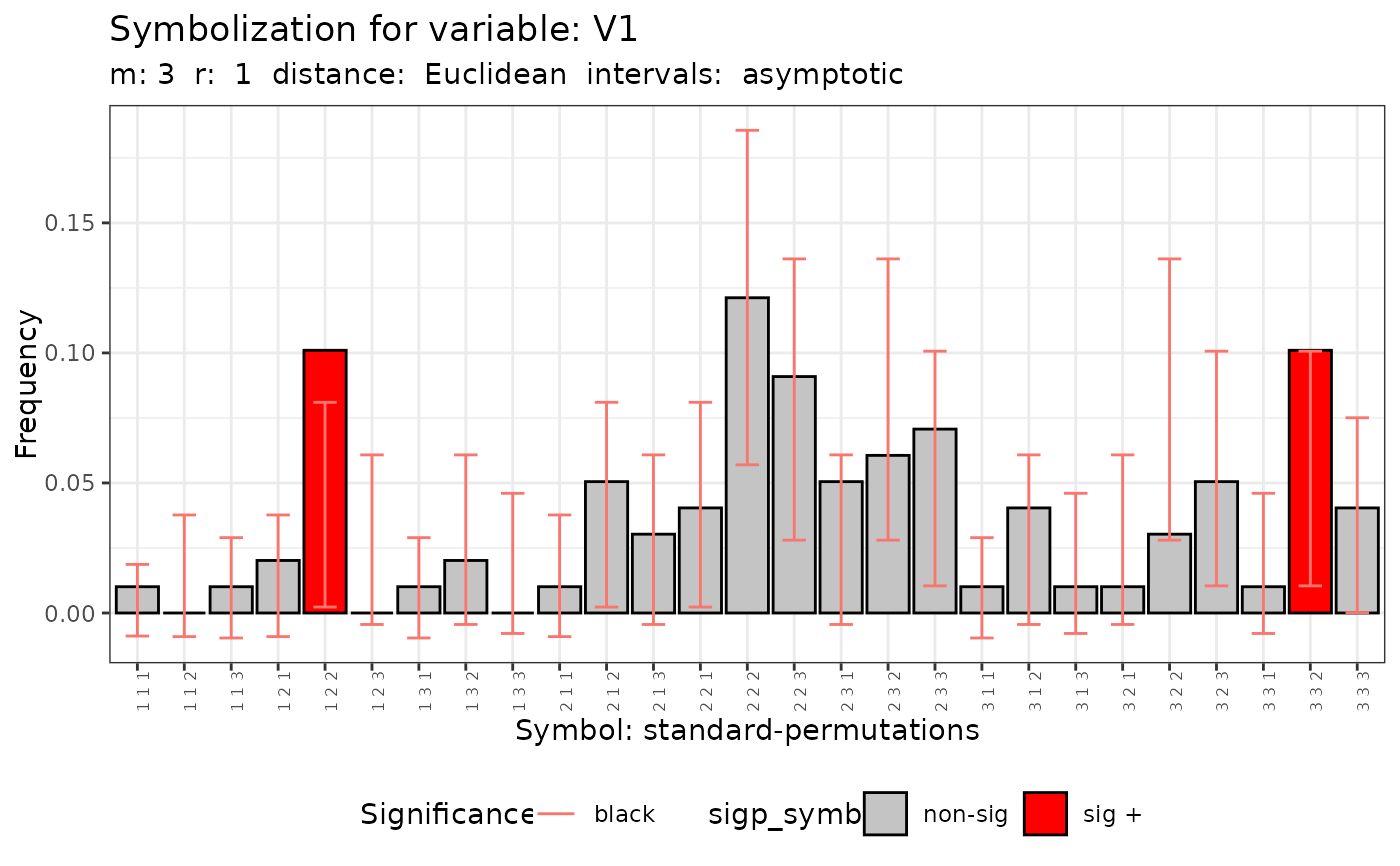 Symbolization for variable: V1
m: 3 r: 1 distance: Euclidean intervals: asymptotic
Frequency
0.15
0.10
0.05
0.00
1 1 1
1 1 2
1 1 3
1 2 1
1 2 2
1 2 3
1 3 1
1 3 2
1 3 3
2 1 1
2 1 2
2 1 3
2 2 1
2 2 2
2 2 3
2 3 1
2 3 2
2 3 3
3 1 1
3 1 2
3 1 3
3 2 1
3 2 2
3 2 3
3 3 1
3 3 2
3 3 3
Symbol: standard-permutations
Significance black sigp_symb non-sig sig +